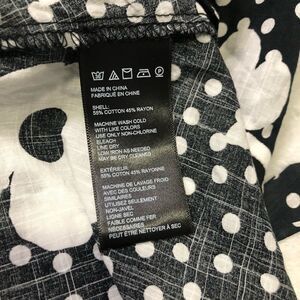 MADE IN CHINA
FABRIQUÉ EN CHINE
SHELL:
55% COTTON 45% RAYON
MACHINE WASH COLD
WITH LIKE COLORS
USE ONLY NON-CHLORINE
BLEACH
LINE DRY
LOW IRON AS NEEDED
MAY BE DRY CLEANED
EXTÉRIEUR:
55% COTON 45% RAYONNE
MACHINE DE LAVAGE FROID
AVEC DES COULEURS
SIMILAIRES
UTILISEZ SEULEMENT
NON-JAVEL
LIGNE SEC
FAIBLE COMME FER
NÉCESSAIRES
PEUT ÊTRE NETTOYER À SEC